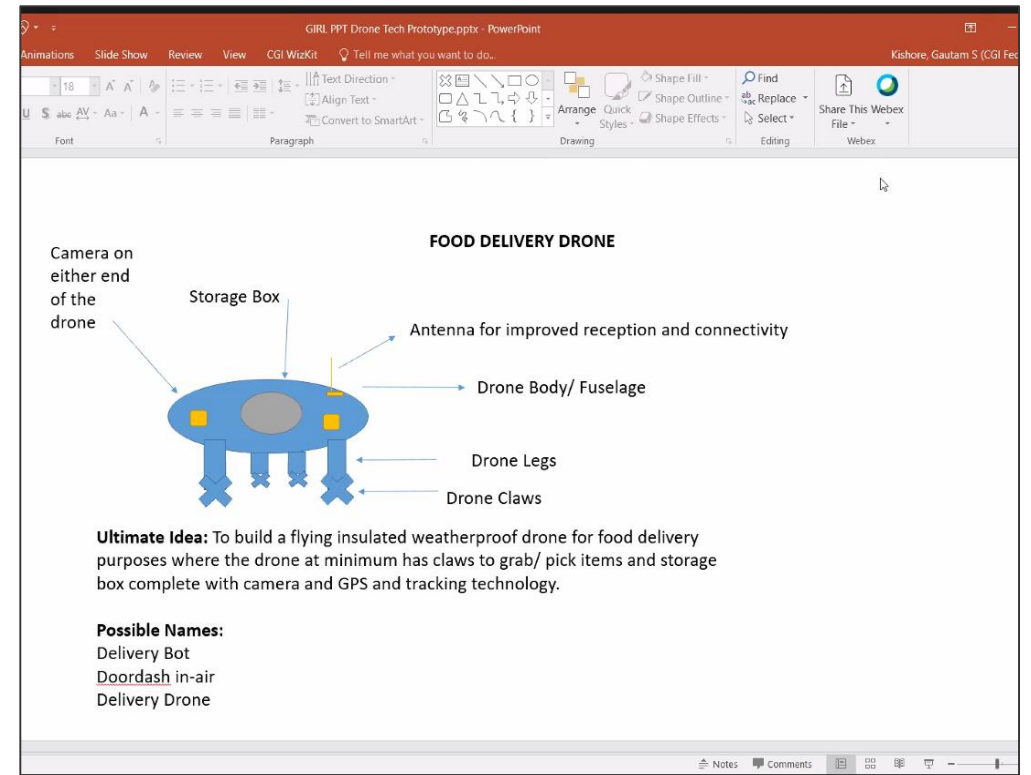 GIRL PPT Drone Tech Prototype.pptx - PowerPoint
Animations Slide Show Review View CGI WizKit Tell me what you want to do...
Kishore, Gautam S (CGI Fed
18 A A
Text Direction
Align Text
Convert to SmartArt
U S abc AV Aa A
Arrange
Quick Styles
Shape Fill
Shape Outline
Shape Effects
Find
Replace
Select
Share This File
Webex
Font Paragraph Drawing Editing Webex
FOOD DELIVERY DRONE
Camera on
either end
of the
drone
Storage Box
Antenna for improved reception and connectivity
Drone Body/ Fuselage
Drone Legs
Drone Claws
Ultimate Idea: To build a flying insulated weatherproof drone for food delivery
purposes where the drone at minimum has claws to grab/ pick items and storage
box complete with camera and GPS and tracking technology.
Possible Names:
Delivery Bot
Doordash in-air
Delivery Drone
Notes Comments